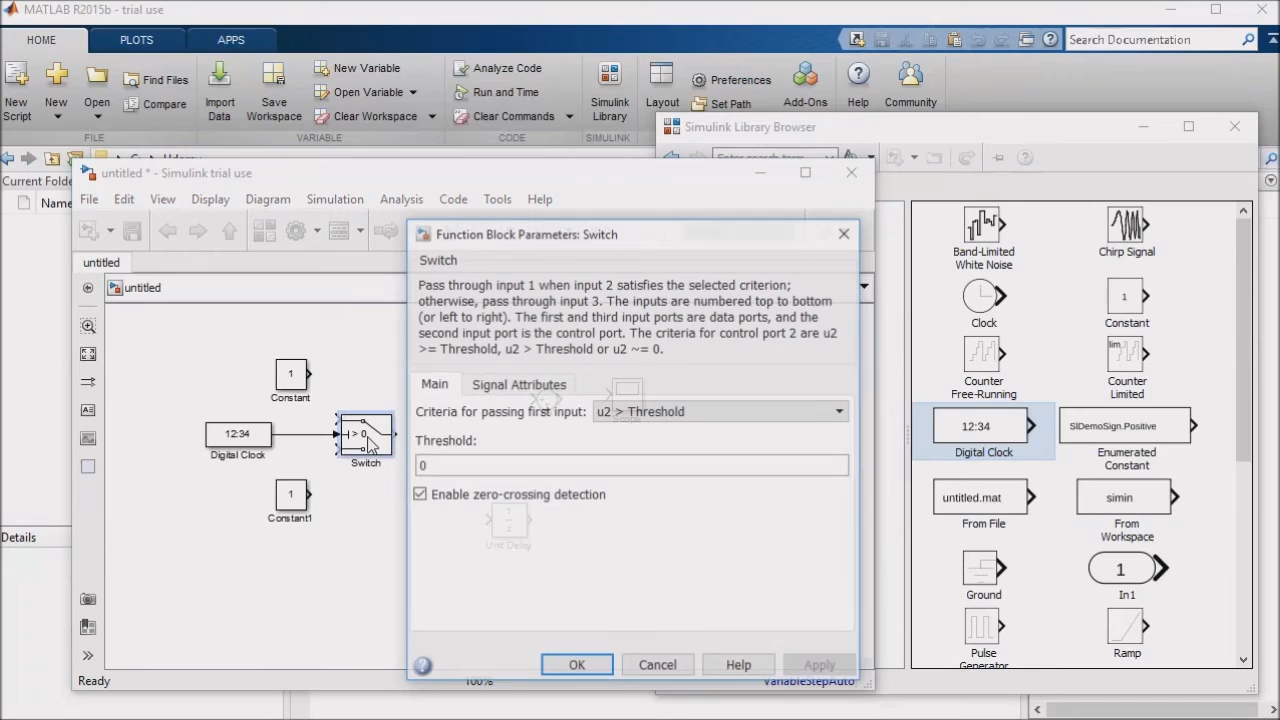 MATLAB R2015b - trial use
HOME
PLOTS
APPS
Search Documentation
New Script
New
Open
Find Files
Compare
Import Data
Save Workspace
New Variable
Open Variable
Clear Workspace
Analyze Code
Run and Time
Clear Commands
Simulink Library
Layout
Preferences
Set Path
Add-Ons
Help
Community
FILE
VARIABLE
CODE
SIMULINK
Simulink Library Browser
Enter search term
Current Folde
Name
Details
untitled * - Simulink trial use
File
Edit
View
Display
Diagram
Simulation
Analysis
Code
Tools
Help
untitled
untitled
1
Constant
12:34
Digital Clock
> 0
Switch
1
Constant1
Function Block Parameters: Switch
Switch
Pass through input 1 when input 2 satisfies the selected criterion;
otherwise, pass through input 3. The inputs are numbered top to bottom
(or left to right). The first and third input ports are data ports, and the
second input port is the control port. The criteria for control port 2 are u2
>= Threshold, u2 > Threshold or u2 ~= 0.
Main
Signal Attributes
Criteria for passing first input:
u2 > Threshold
Scope
Threshold:
0
Enable zero-crossing detection
1
Unit Delay
OK
Cancel
Help
Apply
Ready
100%
VariableStepAuto
Band-Limited
White Noise
Chirp Signal
Clock
1
Constant
Counter
Free-Running
lim
Counter
Limited
12:34
Digital Clock
SlDemoSign.Positive
Enumerated
Constant
untitled.mat
From File
simin
From
Workspace
Ground
1
In1
Pulse
Generator
Ramp